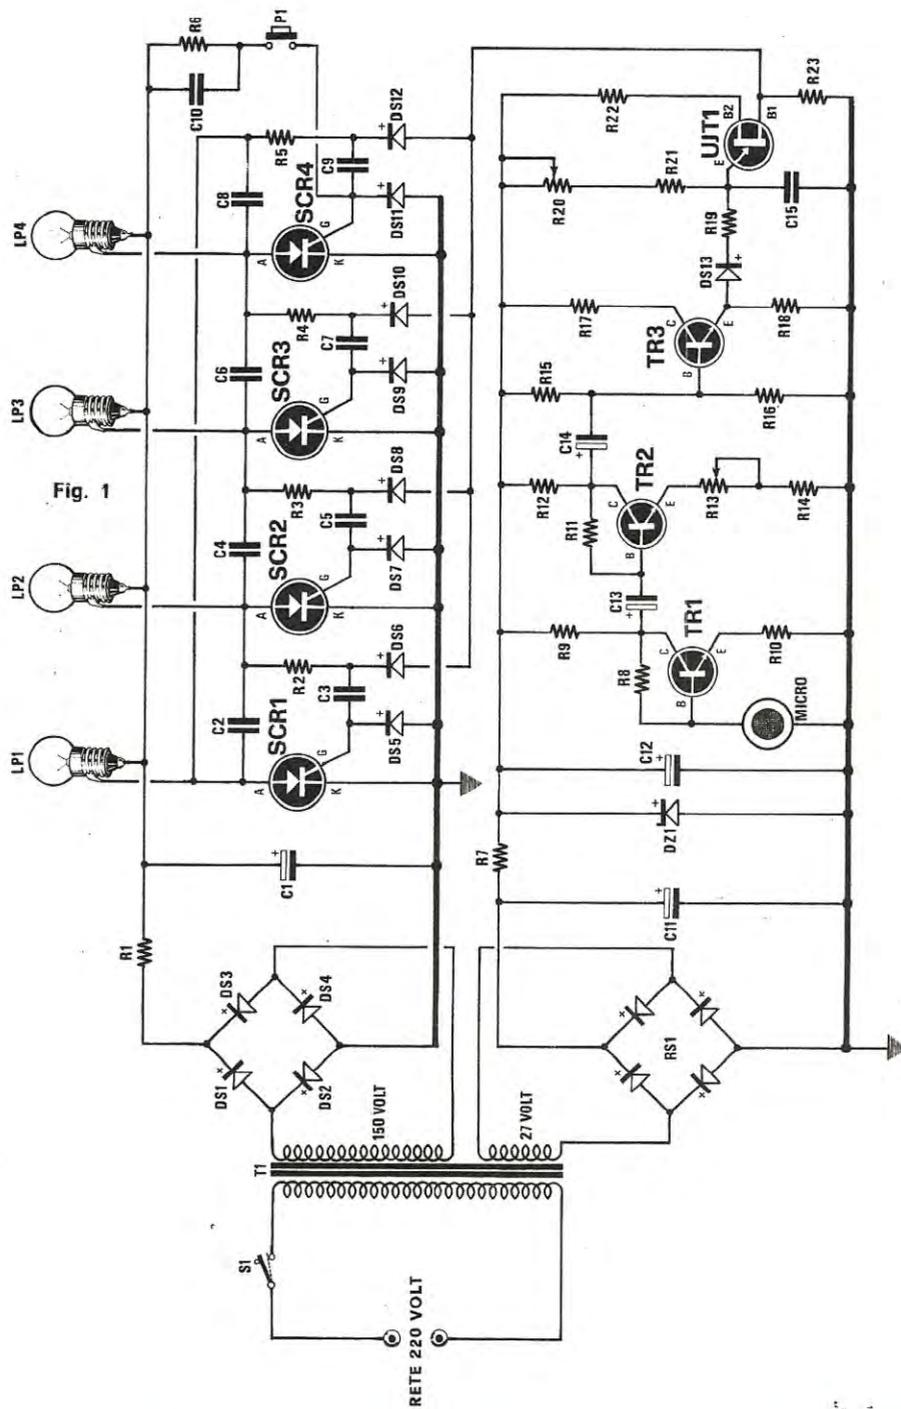 Fig. 1
LP1
LP2
LP3
LP4
R1
C1
C2
C4
C6
C8
C10
R6
P1
A
K
G
SCR1
R2
C3
DS5
DS6
A
K
G
SCR2
R3
C5
DS7
DS8
A
K
G
SCR3
R4
C7
DS9
DS10
A
K
G
SCR4
R5
C9
DS11
DS12
DS1
DS3
DS2
DS4
RETE 220 VOLT
S1
T1
150 VOLT
27 VOLT
RS1
C11
R7
DZ1
C12
MICRO
R8
R9
B
C
E
TR1
R10
C13
R11
R12
B
C
E
TR2
R13
R14
C14
R15
R16
B
C
E
TR3
R17
R18
DS13
R19
R20
R21
C15
R22
E
B2
B1
UJT1
R23